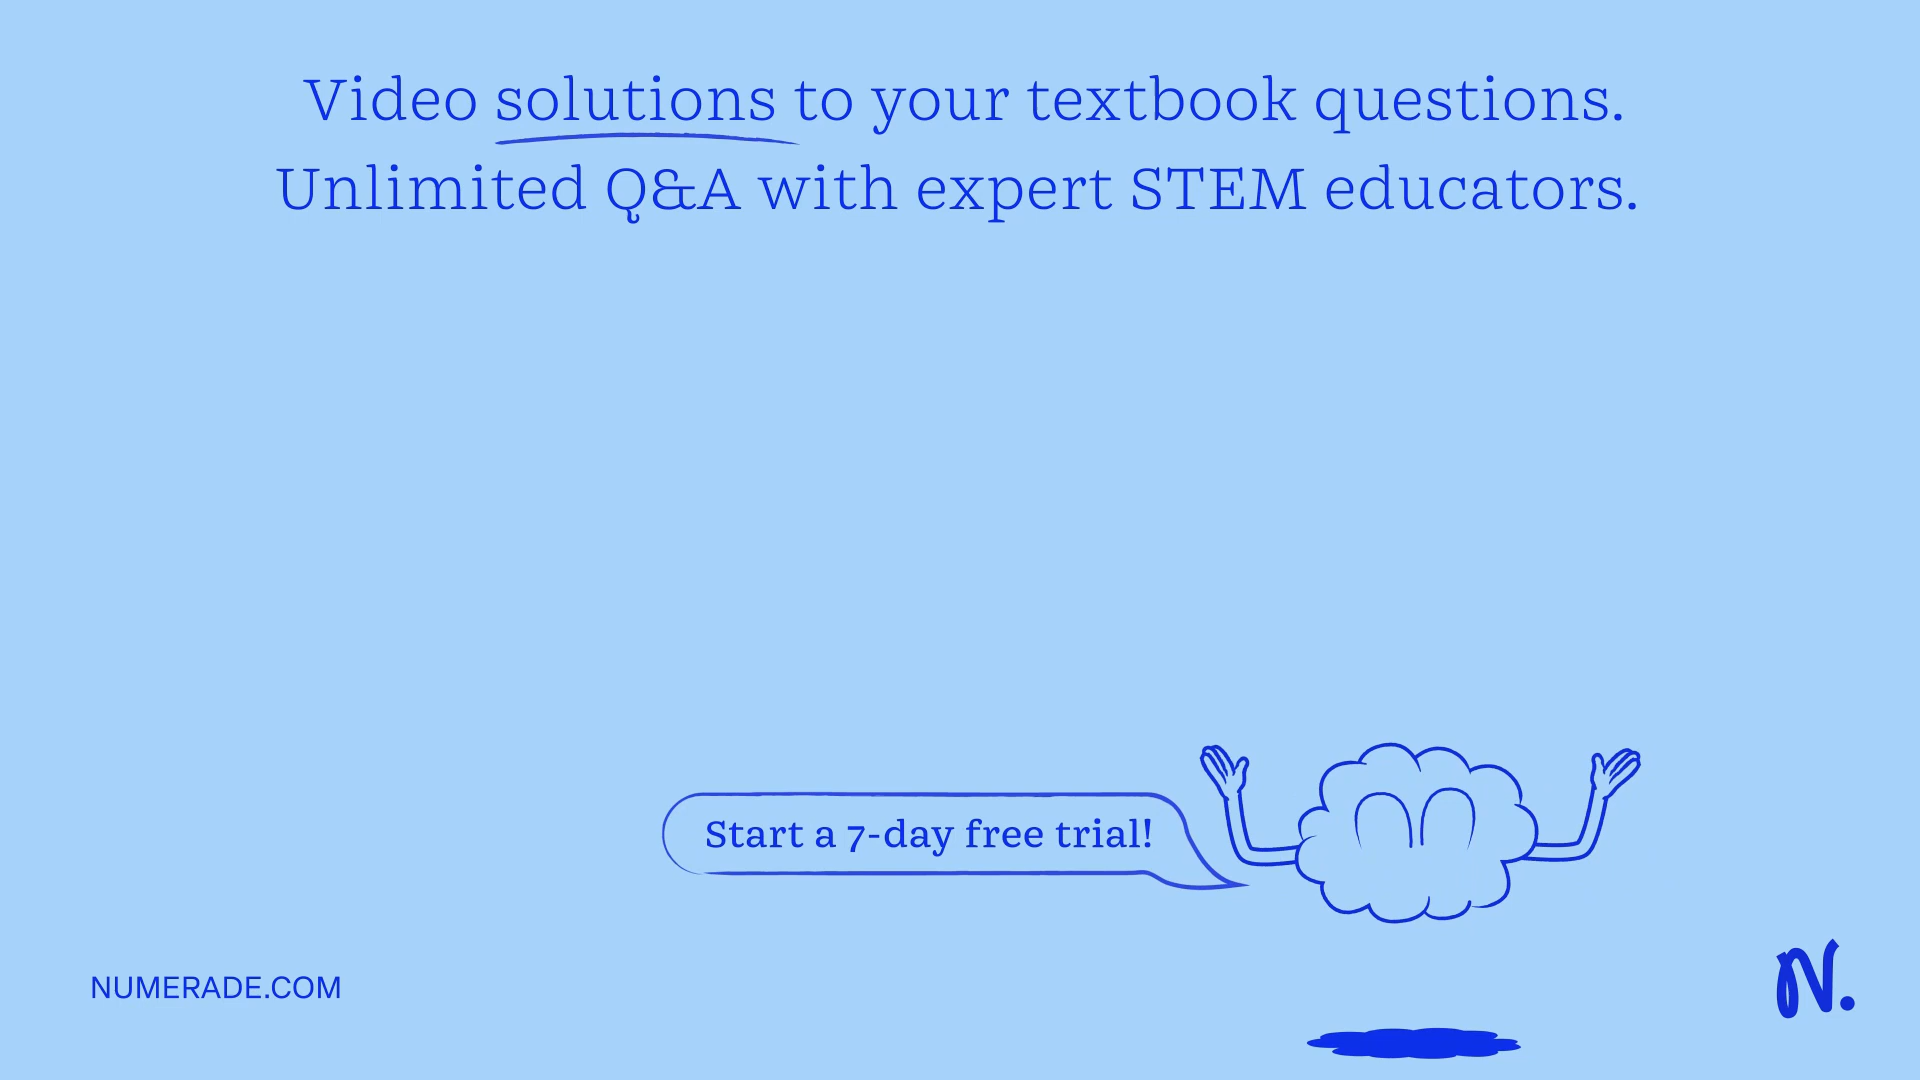 Video solutions to your textbook questions.
Unlimited Q&A with expert STEM educators.
Start a 7-day free trial!
NUMERADE.COM
N.